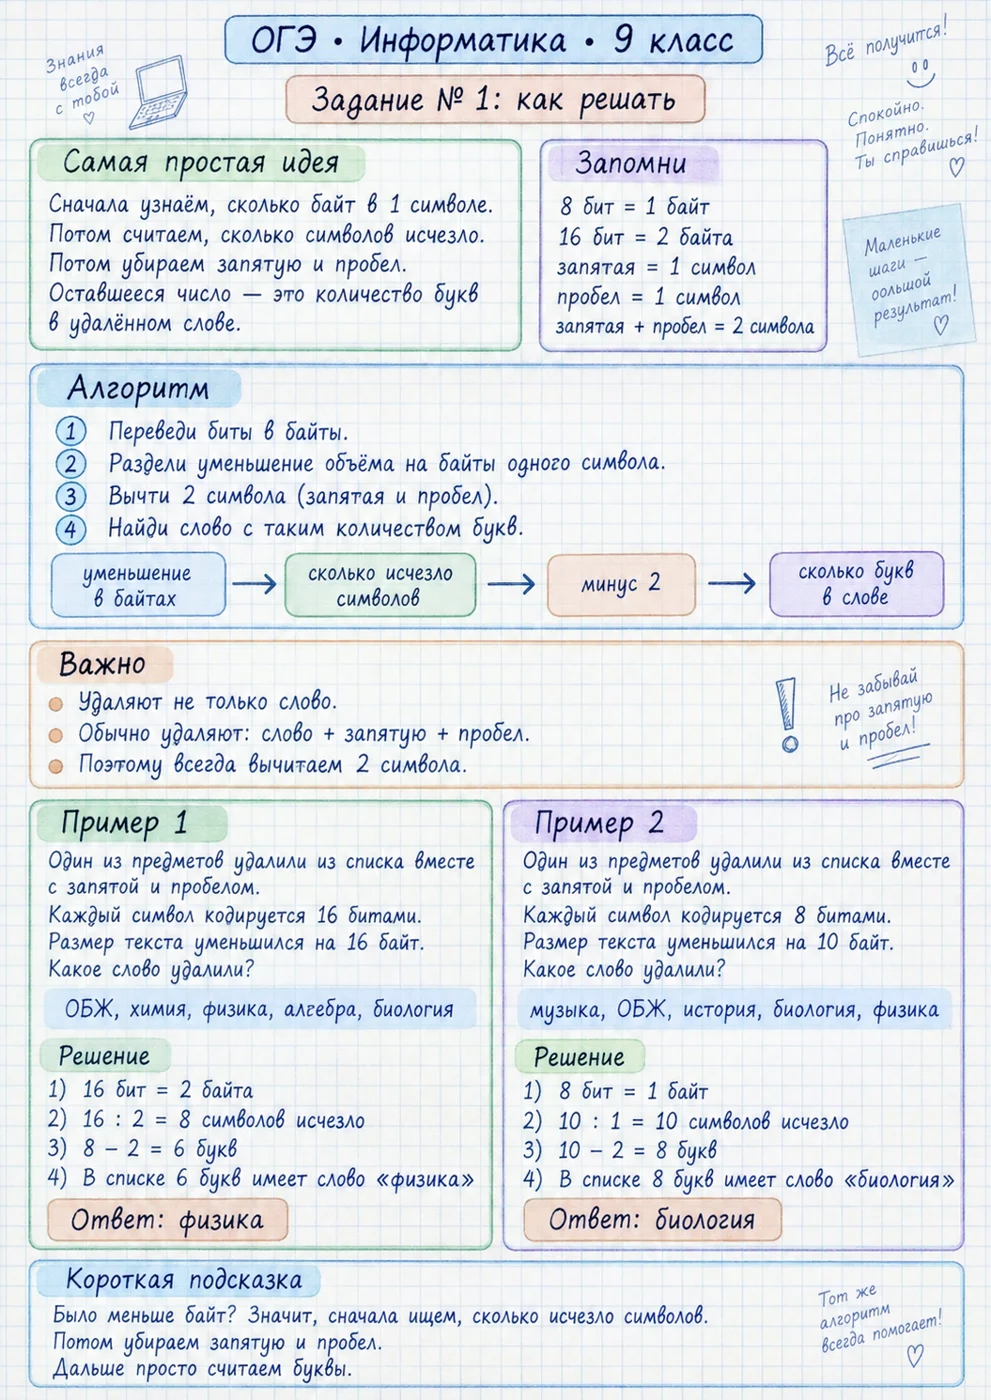 ОГЭ • Информатика • 9 класс
Задание № 1: как решать
Знания
всегда
с тобой
Всё получится!
Спокойно.
Понятно.
Ты справишься!
Самая простая идея
Сначала узнаём, сколько байт в 1 символе.
Потом считаем, сколько символов исчезло.
Потом убираем запятую и пробел.
Оставшееся число — это количество букв
в удалённом слове.
Запомни
8 бит = 1 байт
16 бит = 2 байта
запятая = 1 символ
пробел = 1 символ
запятая + пробел = 2 символа
Маленькие
шаги —
оольшой
результат!
Алгоритм
1 Переведи биты в байты.
2 Раздели уменьшение объёма на байты одного символа.
3 Вычти 2 символа (запятая и пробел).
4 Найди слово с таким количеством букв.
уменьшение
в байтах
→
сколько исчезло
символов
→
минус 2
→
сколько букв
в слове
Важно
Удаляют не только слово.
Обычно удаляют: слово + запятую + пробел.
Поэтому всегда вычитаем 2 символа.
!
Не забывай
про запятую
и пробел!
Пример 1
Один из предметов удалили из списка вместе
с запятой и пробелом.
Каждый символ кодируется 16 битами.
Размер текста уменьшился на 16 байт.
Какое слово удалили?
ОБЖ, химия, физика, алгебра, биология
Решение
1) 16 бит = 2 байта
2) 16 : 2 = 8 символов исчезло
3) 8 – 2 = 6 букв
4) В списке 6 букв имеет слово «физика»
Ответ: физика
Пример 2
Один из предметов удалили из списка вместе
с запятой и пробелом.
Каждый символ кодируется 8 битами.
Размер текста уменьшился на 10 байт.
Какое слово удалили?
музыка, ОБЖ, история, биология, физика
Решение
1) 8 бит = 1 байт
2) 10 : 1 = 10 символов исчезло
3) 10 – 2 = 8 букв
4) В списке 8 букв имеет слово «биология»
Ответ: биология
Короткая подсказка
Было меньше байт? Значит, сначала ищем, сколько исчезло символов.
Потом убираем запятую и пробел.
Дальше просто считаем буквы.
Тот же
алгоритм
всегда помогает!